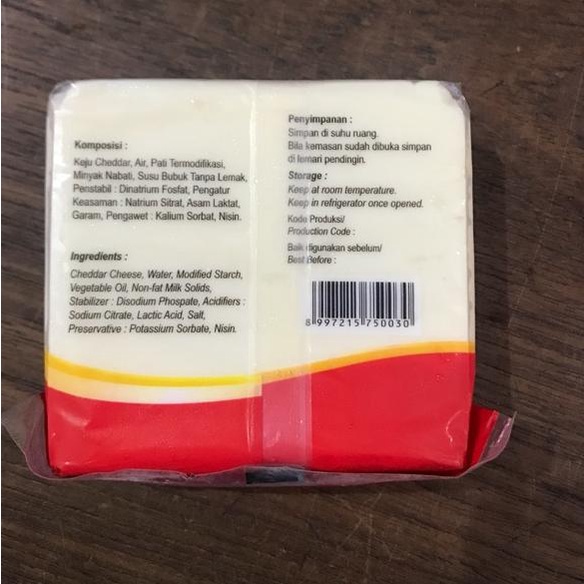 Komposisi :
Keju Cheddar, Air, Pati Termodifikasi,
Minyak Nabati, Susu Bubuk Tanpa Lemak,
Penstabil : Dinatrium Fosfat, Pengatur
Keasaman : Natrium Sitrat, Asam Laktat,
Garam, Pengawet : Kalium Sorbat, Nisin.
Ingredients :
Cheddar Cheese, Water, Modified Starch,
Vegetable Oil, Non-fat Milk Solids,
Stabilizer : Disodium Phospate, Acidifiers :
Sodium Citrate, Lactic Acid, Salt,
Preservative : Potassium Sorbate, Nisin.
Penyimpanan :
Simpan di suhu ruang.
Bila kemasan sudah dibuka simpan
di lemari pendingin.
Storage :
Keep at room temperature.
Keep in refrigerator once opened.
Kode Produksi/
Production Code :
Baik digunakan sebelum/
Best Before :
8 997215 750030